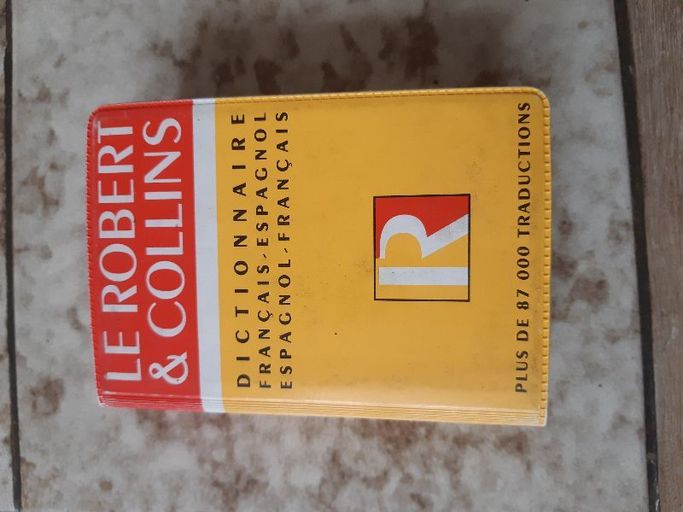 LE ROBERT
& COLLINS
DICTIONNAIRE
FRANÇAIS-ESPAGNOL
ESPAGNOL-FRANÇAIS
R
PLUS DE 87 000 TRADUCTIONS